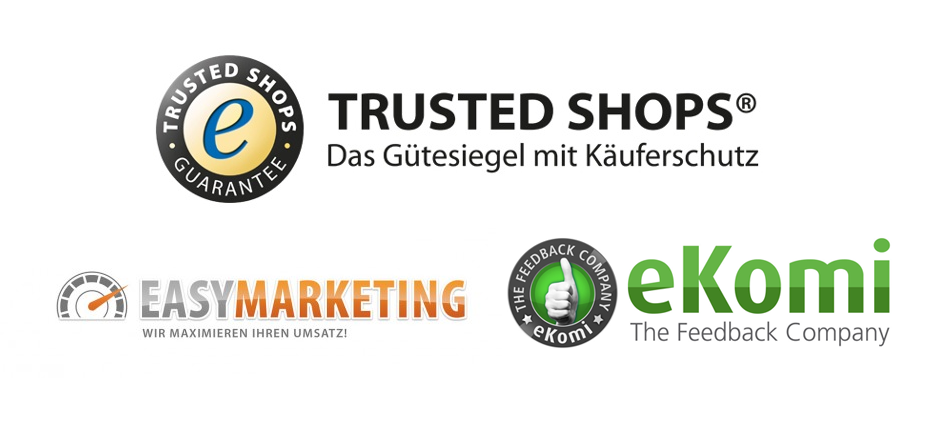 TRUSTED SHOPS
e
GUARANTEE
TRUSTED SHOPS®
Das Gütesiegel mit Käuferschutz
EASYMARKETING
WIR MAXIMIEREN IHREN UMSATZ!
THE FEEDBACK COMPANY
eKomi
eKomi
The Feedback Company